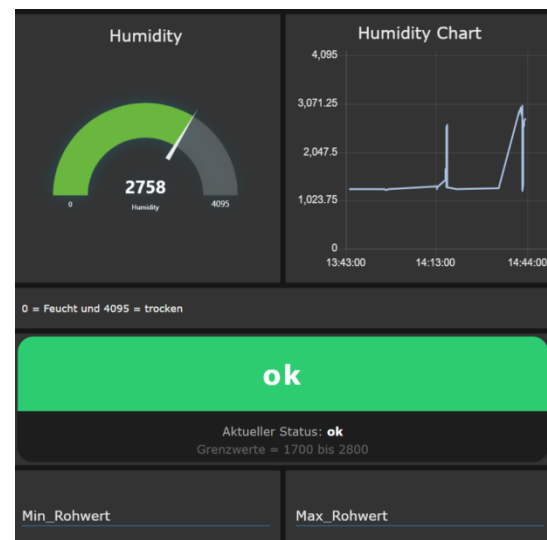 Humidity
2758
Humidity
0
4095
Humidity Chart
4,095
3,071.25
2,047.5
1,023.75
0
13:43:00
14:13:00
14:44:00
0 = Feucht und 4095 = trocken
ok
Aktueller Status: ok
Grenzwerte = 1700 bis 2800
Min_Rohwert
Max_Rohwert